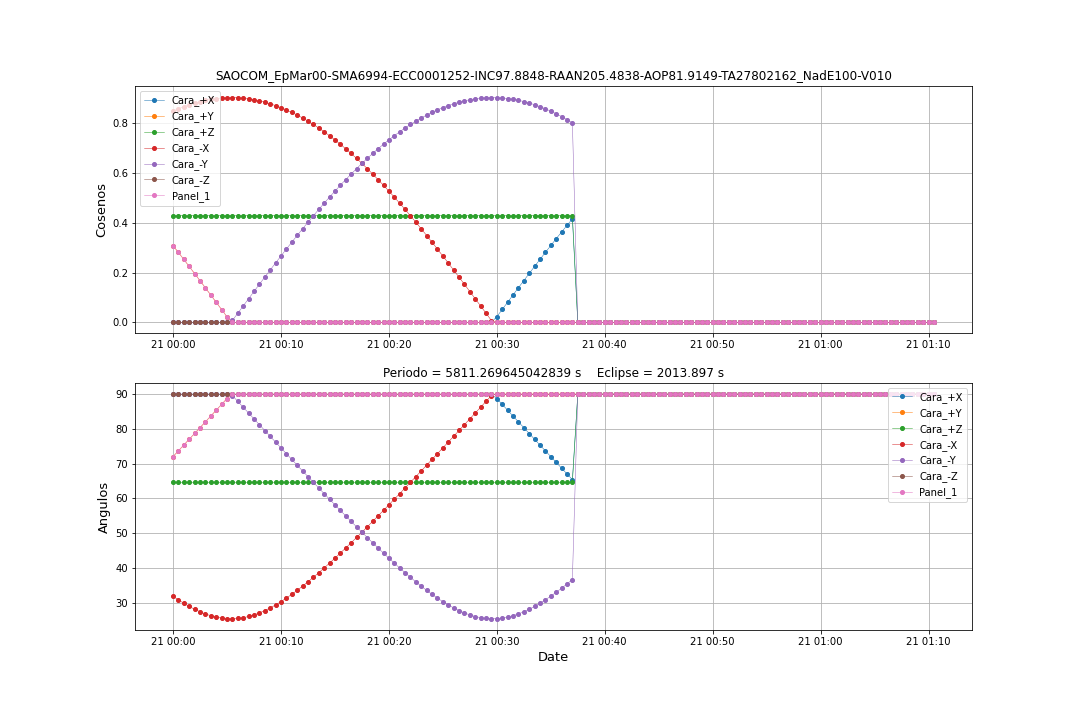 SAOCOM_EpMar00-SMA6994-ECC0001252-INC97.8848-RAAN205.4838-AOP81.9149-TA27802162_NadE100-V010
Cosenos
0.8
0.6
0.4
0.2
0.0
Cara_+X
Cara_+Y
Cara_+Z
Cara_-X
Cara_-Y
Cara_-Z
Panel_1
21 00:00
21 00:10
21 00:20
21 00:30
21 00:40
21 00:50
21 01:00
21 01:10
Periodo = 5811.269645042839 s    Eclipse = 2013.897 s
Angulos
90
80
70
60
50
40
30
Cara_+X
Cara_+Y
Cara_+Z
Cara_-X
Cara_-Y
Cara_-Z
Panel_1
21 00:00
21 00:10
21 00:20
21 00:30
21 00:40
21 00:50
21 01:00
21 01:10
Date